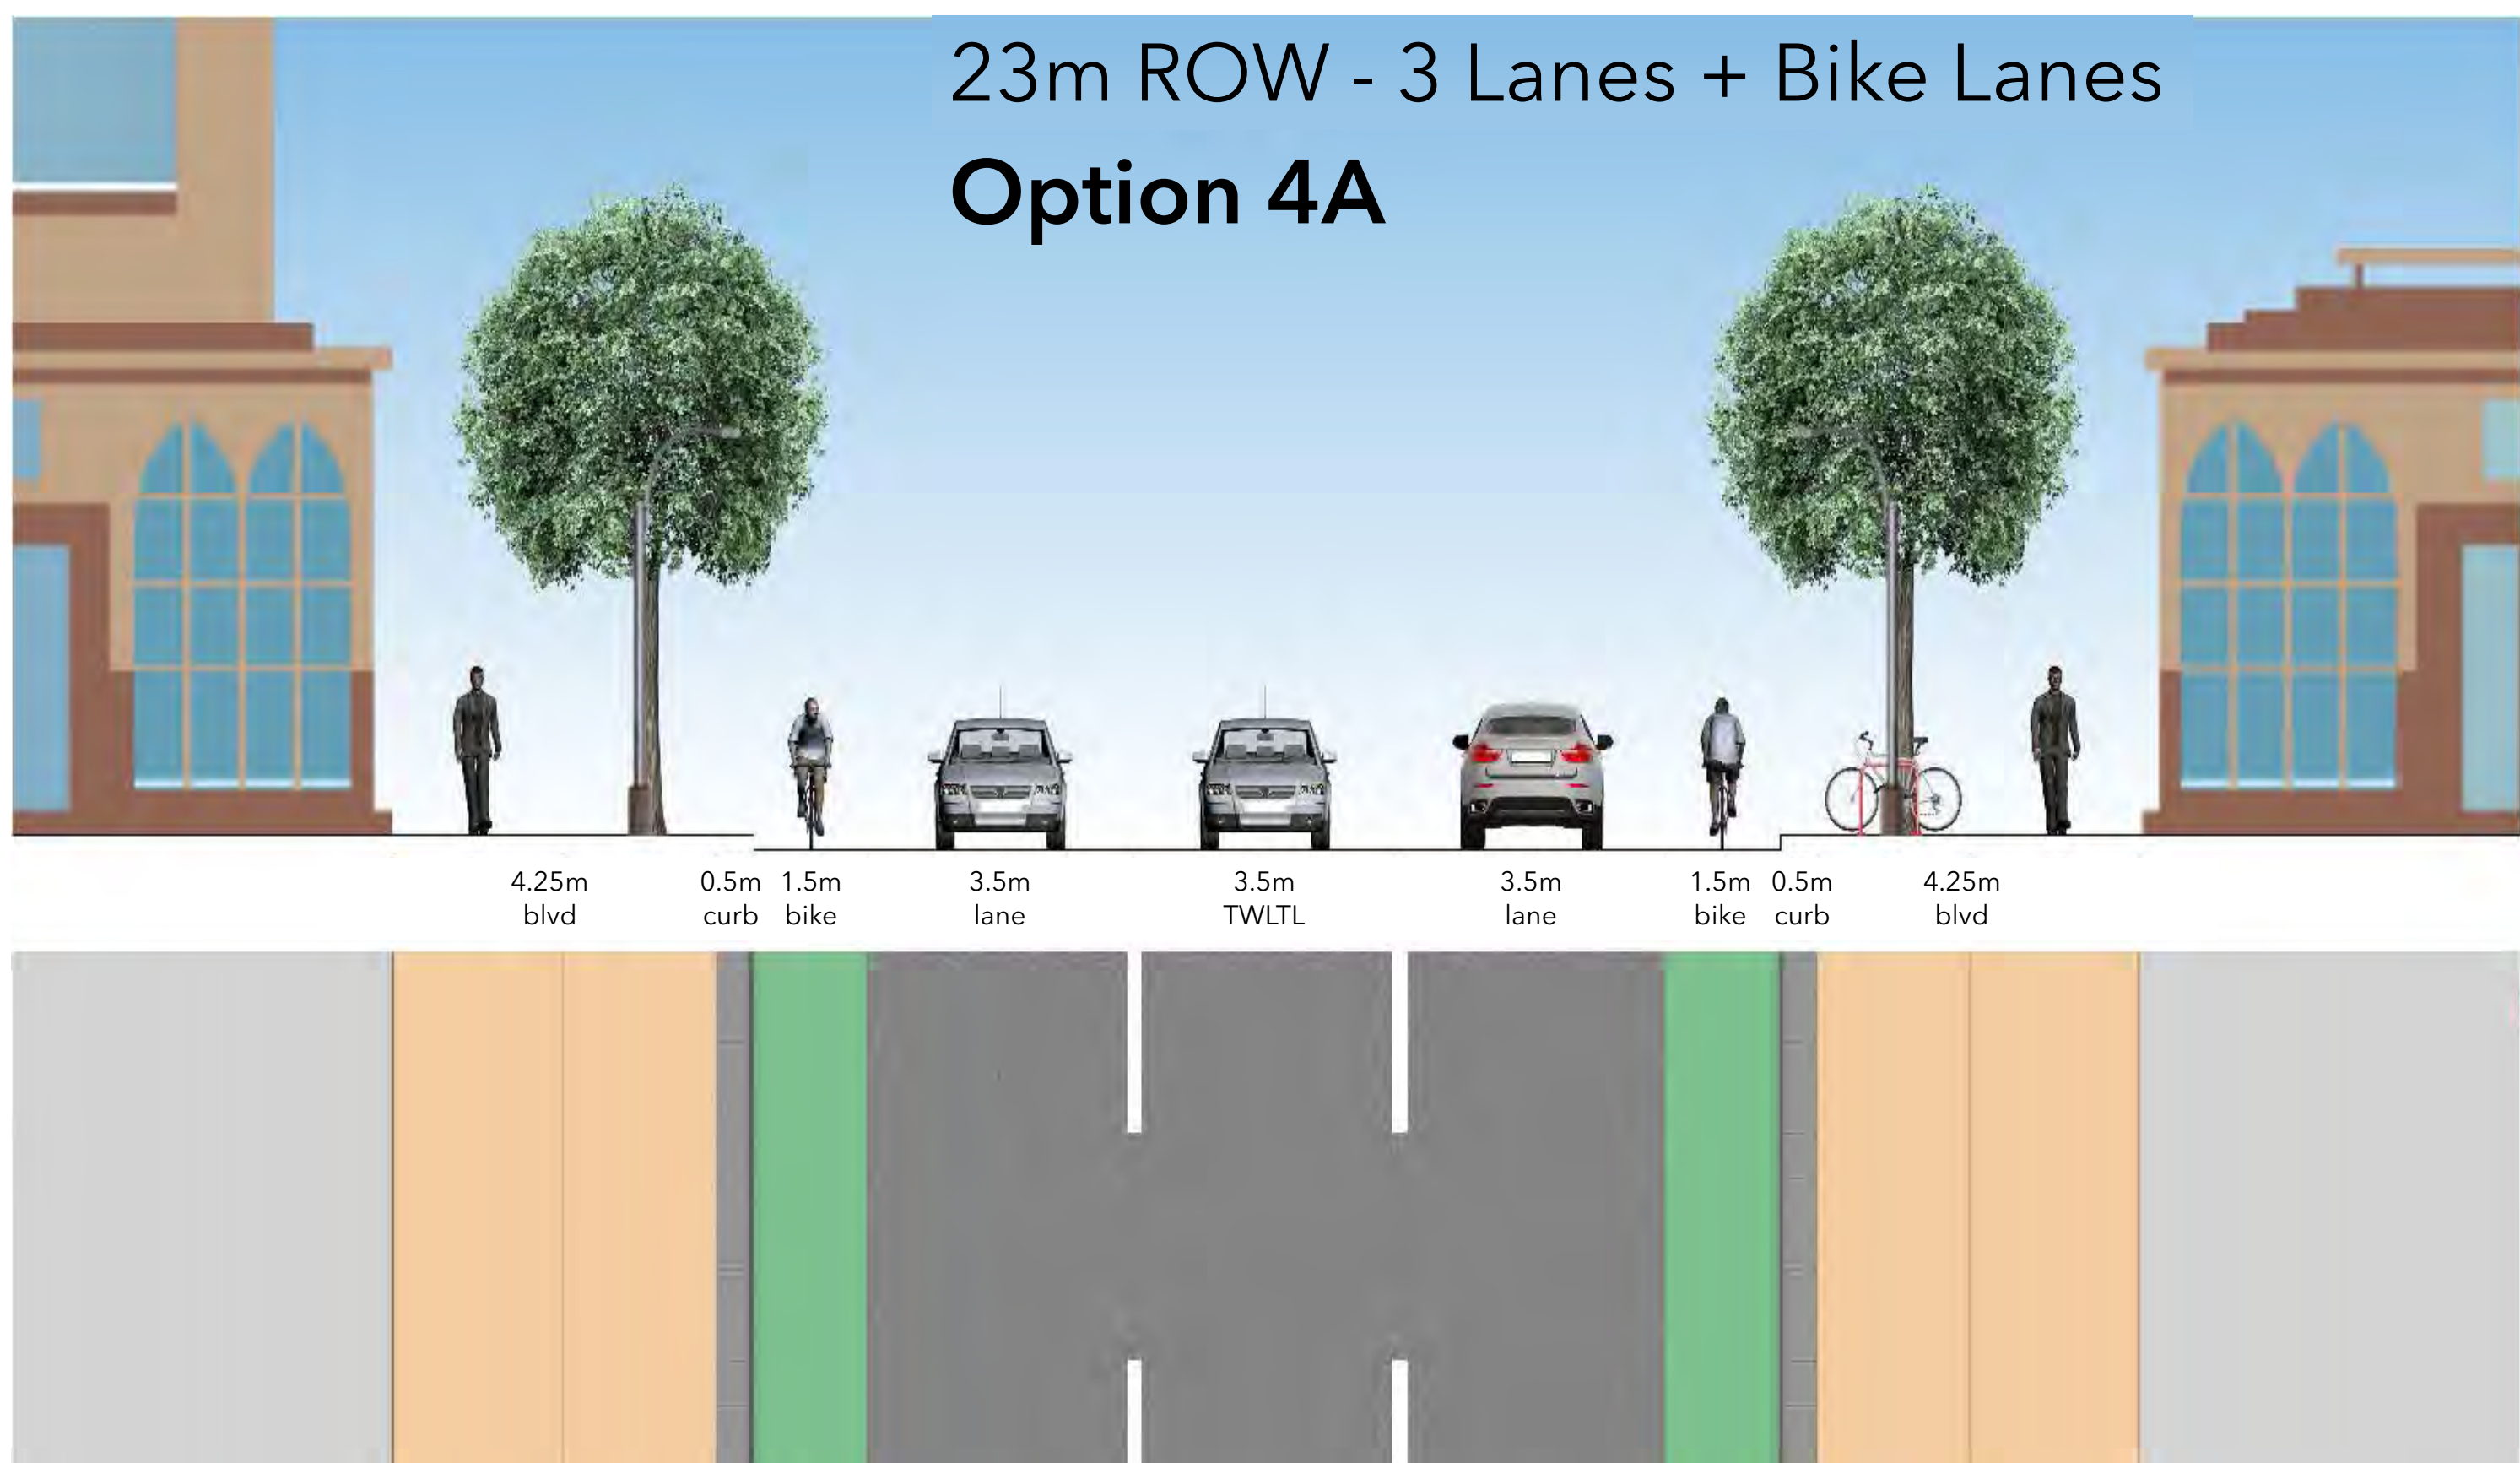 23m ROW - 3 Lanes + Bike Lanes
Option 4A
4.25m 0.5m 1.5m 3.5m 3.5m 3.5m 1.5m 0.5m 4.25m
blvd curb bike lane TWLTL lane bike curb blvd